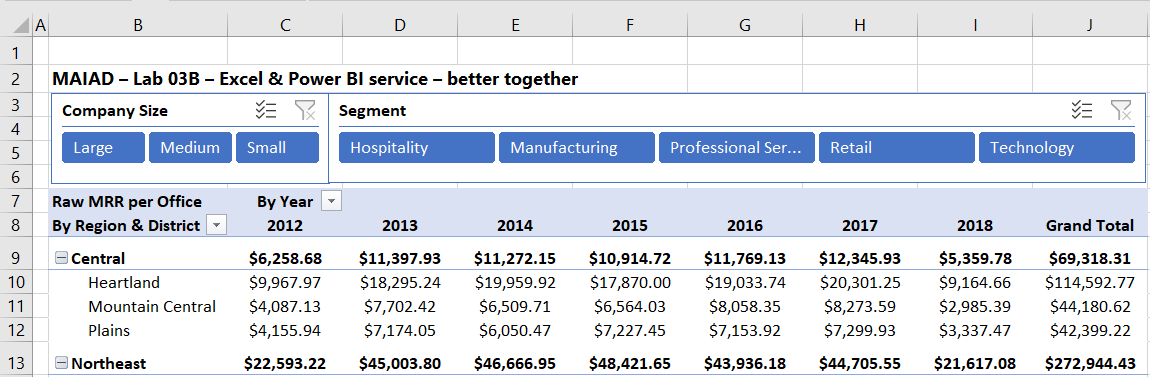 A B C D E F G H I J
1
2 MAIAD – Lab 03B – Excel & Power BI service – better together
3 Company Size Segment
4
5 Large Medium Small Hospitality Manufacturing Professional Ser... Retail Technology
6
7 Raw MRR per Office By Year
8 By Region & District 2012 2013 2014 2015 2016 2017 2018 Grand Total
9 Central $6,258.68 $11,397.93 $11,272.15 $10,914.72 $11,769.13 $12,345.93 $5,359.78 $69,318.31
10 Heartland $9,967.97 $18,295.24 $19,959.92 $17,870.00 $19,033.74 $20,301.25 $9,164.66 $114,592.77
11 Mountain Central $4,087.13 $7,702.42 $6,509.71 $6,564.03 $8,058.35 $8,273.59 $2,985.39 $44,180.62
12 Plains $4,155.94 $7,174.05 $6,050.47 $7,227.45 $7,153.92 $7,299.93 $3,337.47 $42,399.22
13 Northeast $22,593.22 $45,003.80 $46,666.95 $48,421.65 $43,936.18 $44,705.55 $21,617.08 $272,944.43